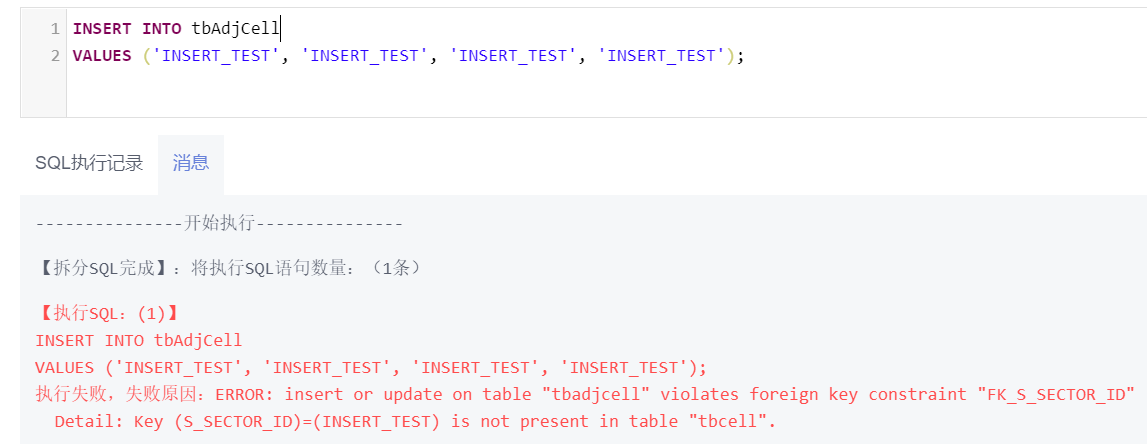 1 INSERT INTO tbAdjCell
2 VALUES ('INSERT_TEST', 'INSERT_TEST', 'INSERT_TEST', 'INSERT_TEST');
SQL执行记录 消息
---------------开始执行---------------
【拆分SQL完成】：将执行SQL语句数量：（1条）
【执行SQL：(1)】
INSERT INTO tbAdjCell
VALUES ('INSERT_TEST', 'INSERT_TEST', 'INSERT_TEST', 'INSERT_TEST');
执行失败，失败原因：ERROR: insert or update on table "tbadjcell" violates foreign key constraint "FK_S_SECTOR_ID"
Detail: Key (S_SECTOR_ID)=(INSERT_TEST) is not present in table "tbcell".